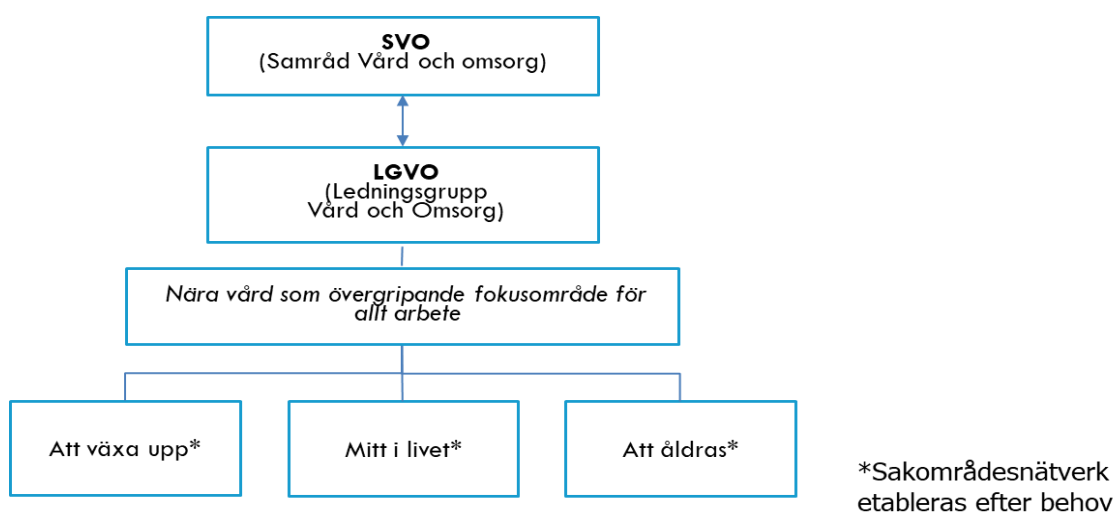 SVO
(Samråd Vård och omsorg)
LGVO
(Ledningsgrupp
Vård och Omsorg)
Nära vård som övergripande fokusområde för
allt arbete
Att växa upp*
Mitt i livet*
Att åldras*
*Sakområdesnätverk
etableras efter behov